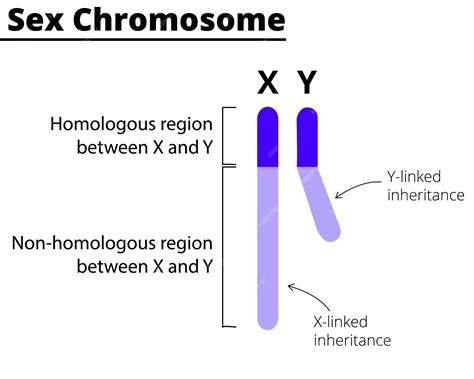 Sex Chromosome
X Y
Homologous region
between X and Y
Y-linked
inheritance
Non-homologous region
between X and Y
X-linked
inheritance